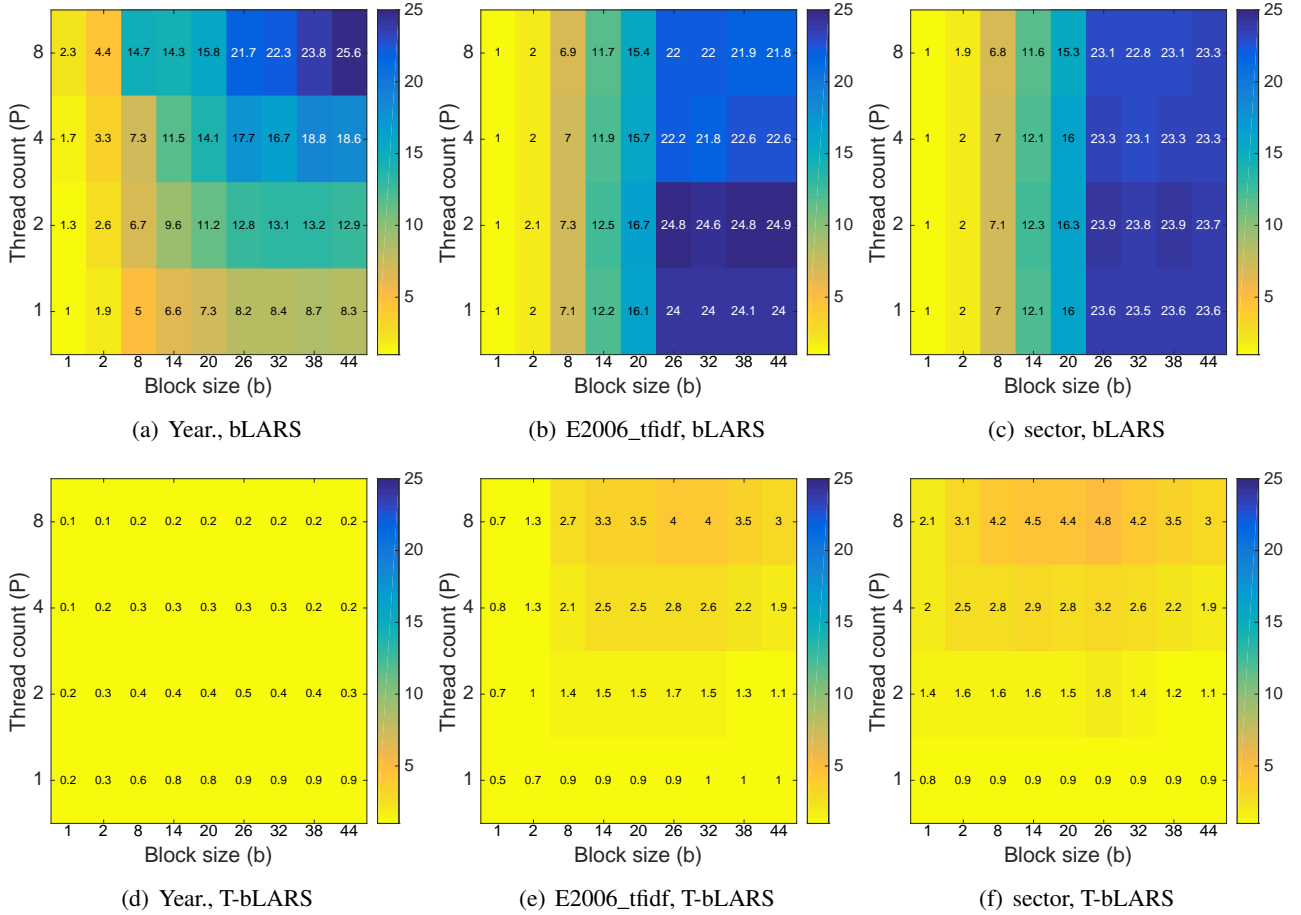 8 2.3 4.4 14.7 14.3 15.8 21.7 22.3 23.8 25.6
4 1.7 3.3 7.3 11.5 14.1 17.7 16.7 18.8 18.6
2 1.3 2.6 6.7 9.6 11.2 12.8 13.1 13.2 12.9
1 1 1.9 5 6.6 7.3 8.2 8.4 8.7 8.3
1 2 8 14 20 26 32 38 44
Thread count (P)
Block size (b)
25
20
15
10
5
(a) Year., bLARS
8 1 2 6.9 11.7 15.4 22 22 21.9 21.8
4 1 2 7 11.9 15.7 22.2 21.8 22.6 22.6
2 1 2.1 7.3 12.5 16.7 24.8 24.6 24.8 24.9
1 1 2 7.1 12.2 16.1 24 24 24.1 24
1 2 8 14 20 26 32 38 44
Thread count (P)
Block size (b)
25
20
15
10
5
(b) E2006_tfidf, bLARS
8 1 1.9 6.8 11.6 15.3 23.1 22.8 23.1 23.3
4 1 2 7 12.1 16 23.3 23.1 23.3 23.3
2 1 2 7.1 12.3 16.3 23.9 23.8 23.9 23.7
1 1 2 7 12.1 16 23.6 23.5 23.6 23.6
1 2 8 14 20 26 32 38 44
Thread count (P)
Block size (b)
25
20
15
10
5
(c) sector, bLARS
8 0.1 0.1 0.2 0.2 0.2 0.2 0.2 0.2 0.2
4 0.1 0.2 0.3 0.3 0.3 0.3 0.3 0.2 0.2
2 0.2 0.3 0.4 0.4 0.4 0.5 0.4 0.4 0.3
1 0.2 0.3 0.6 0.8 0.8 0.9 0.9 0.9 0.9
1 2 8 14 20 26 32 38 44
Thread count (P)
Block size (b)
25
20
15
10
5
(d) Year., T-bLARS
8 0.7 1.3 2.7 3.3 3.5 4 4 3.5 3
4 0.8 1.3 2.1 2.5 2.5 2.8 2.6 2.2 1.9
2 0.7 1 1.4 1.5 1.5 1.7 1.5 1.3 1.1
1 0.5 0.7 0.9 0.9 0.9 0.9 1 1 1
1 2 8 14 20 26 32 38 44
Thread count (P)
Block size (b)
25
20
15
10
5
(e) E2006_tfidf, T-bLARS
8 2.1 3.1 4.2 4.5 4.4 4.8 4.2 3.5 3
4 2 2.5 2.8 2.9 2.8 3.2 2.6 2.2 1.9
2 1.4 1.6 1.6 1.6 1.5 1.8 1.4 1.2 1.1
1 0.8 0.9 0.9 0.9 0.9 0.9 0.9 0.9 0.9
1 2 8 14 20 26 32 38 44
Thread count (P)
Block size (b)
25
20
15
10
5
(f) sector, T-bLARS